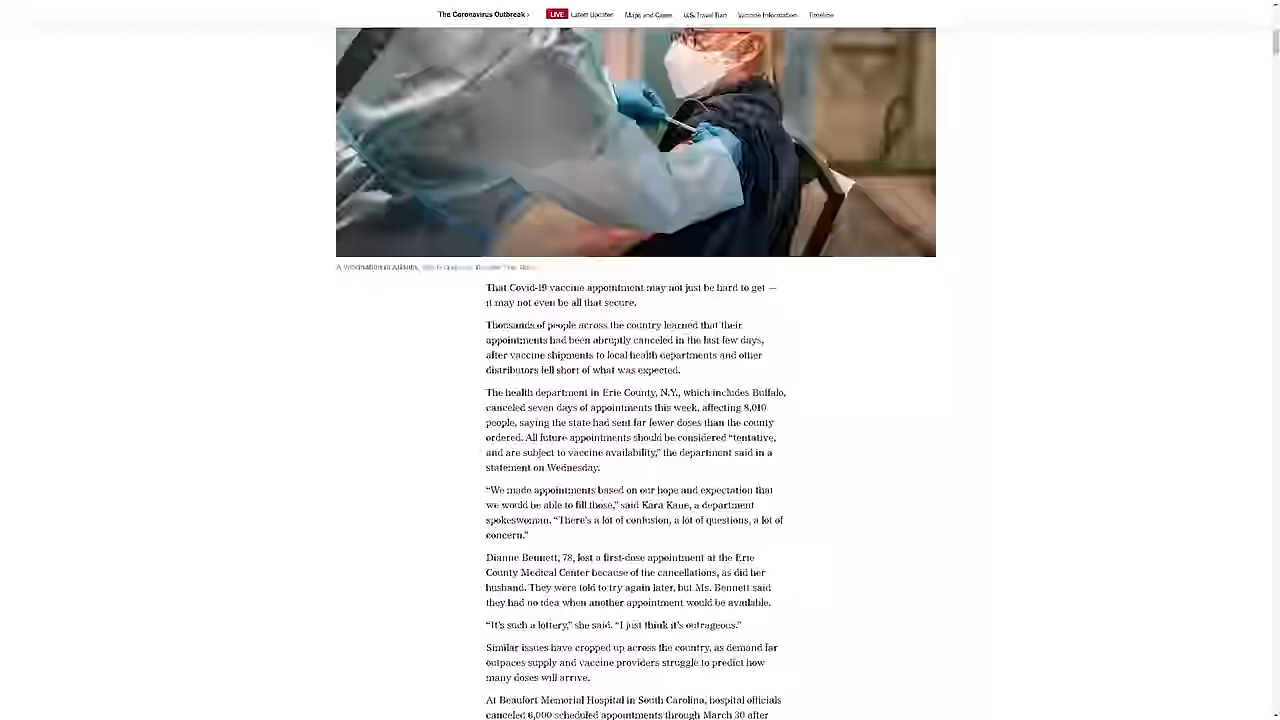 The Coronavirus Outbreak › LIVE Latest Updates Maps and Cases U.S. Travel Ban Vaccine Information Timeline
A vaccination in Atlanta.
That Covid-19 vaccine appointment may not just be hard to get —
it may not even be all that secure.
Thousands of people across the country learned that their
appointments had been abruptly canceled in the last few days,
after vaccine shipments to local health departments and other
distributors fell short of what was expected.
The health department in Erie County, N.Y., which includes Buffalo,
canceled seven days of appointments this week, affecting 8,010
people, saying the state had sent far fewer doses than the county
ordered. All future appointments should be considered “tentative,
and are subject to vaccine availability,” the department said in a
statement on Wednesday.
“We made appointments based on our hope and expectation that
we would be able to fill those,” said Kara Kane, a department
spokeswoman. “There’s a lot of confusion, a lot of questions, a lot of
concern.”
Dianne Bennett, 78, lost a first-dose appointment at the Erie
County Medical Center because of the cancellations, as did her
husband. They were told to try again later, but Ms. Bennett said
they had no idea when another appointment would be available.
“It’s such a lottery,” she said. “I just think it’s outrageous.”
Similar issues have cropped up across the country, as demand far
outpaces supply and vaccine providers struggle to predict how
many doses will arrive.
At Beaufort Memorial Hospital in South Carolina, hospital officials
canceled 6,000 scheduled appointments through March 30 after